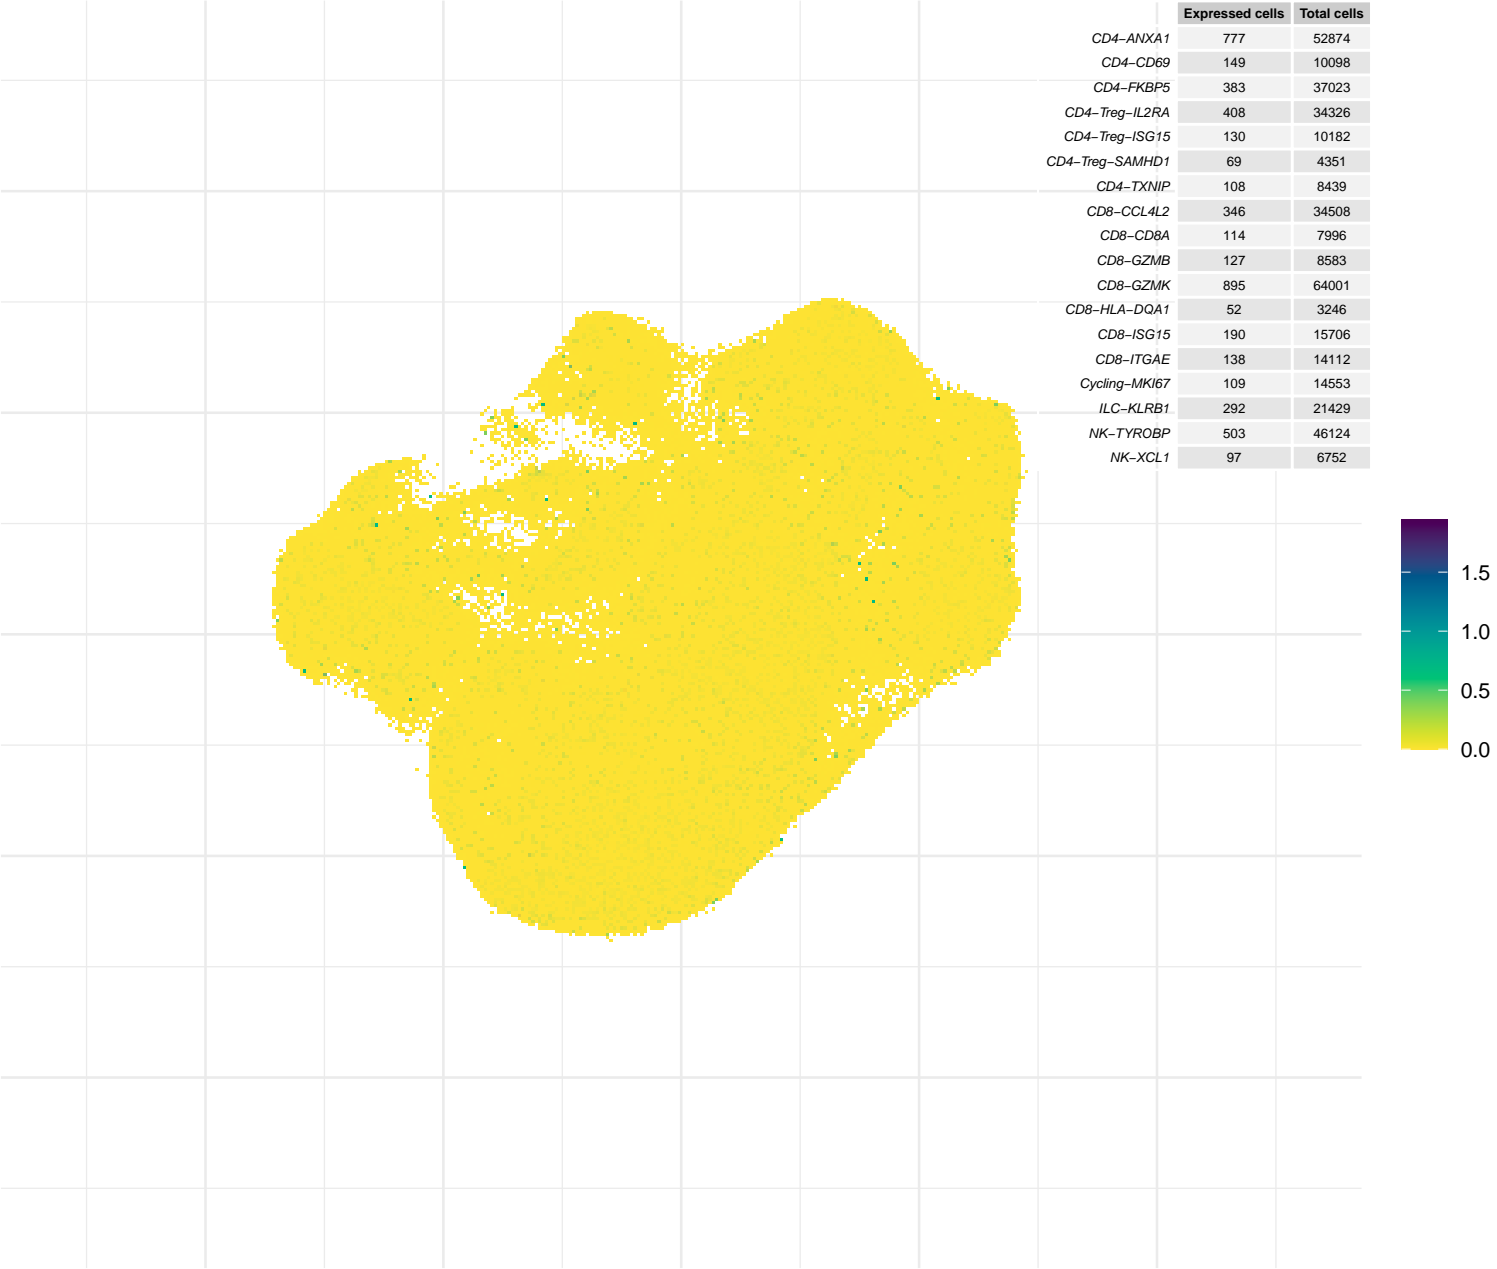 Expressed cells Total cells
CD4−ANXA1 777 52874
CD4−CD69 149 10098
CD4−FKBP5 383 37023
CD4−Treg−IL2RA 408 34326
CD4−Treg−ISG15 130 10182
CD4−Treg−SAMHD1 69 4351
CD4−TXNIP 108 8439
CD8−CCL4L2 346 34508
CD8−CD8A 114 7996
CD8−GZMB 127 8583
CD8−GZMK 895 64001
CD8−HLA−DQA1 52 3246
CD8−ISG15 190 15706
CD8−ITGAE 138 14112
Cycling−MKI67 109 14553
ILC−KLRB1 292 21429
NK−TYROBP 503 46124
NK−XCL1 97 6752
1.5
1.0
0.5
0.0